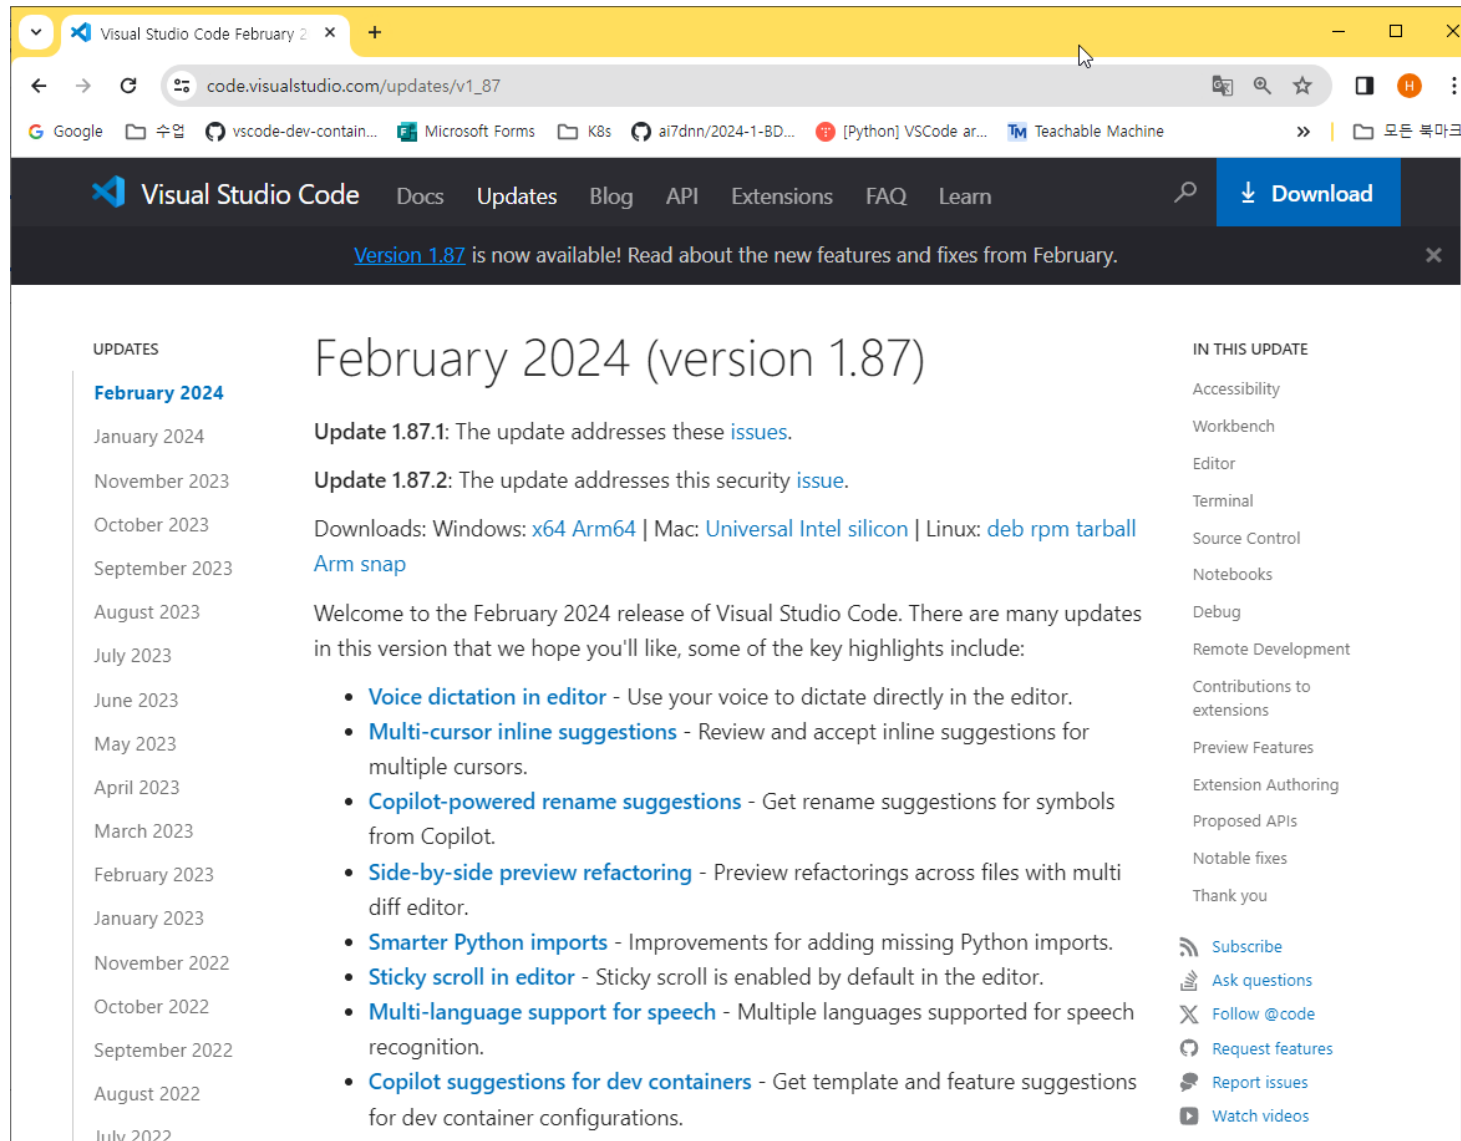 Visual Studio Code February 2
code.visualstudio.com/updates/v1_87
Google 수업 vscode-dev-contain... Microsoft Forms K8s ai7dnn/2024-1-BD... [Python] VSCode ar... Teachable Machine » 모든 북마크
Visual Studio Code Docs Updates Blog API Extensions FAQ Learn Download
Version 1.87 is now available! Read about the new features and fixes from February.
UPDATES
February 2024
January 2024
November 2023
October 2023
September 2023
August 2023
July 2023
June 2023
May 2023
April 2023
March 2023
February 2023
January 2023
November 2022
October 2022
September 2022
August 2022
July 2022
February 2024 (version 1.87)
Update 1.87.1: The update addresses these issues.
Update 1.87.2: The update addresses this security issue.
Downloads: Windows: x64 Arm64 | Mac: Universal Intel silicon | Linux: deb rpm tarball
Arm snap
Welcome to the February 2024 release of Visual Studio Code. There are many updates
in this version that we hope you'll like, some of the key highlights include:
• Voice dictation in editor - Use your voice to dictate directly in the editor.
• Multi-cursor inline suggestions - Review and accept inline suggestions for
multiple cursors.
• Copilot-powered rename suggestions - Get rename suggestions for symbols
from Copilot.
• Side-by-side preview refactoring - Preview refactorings across files with multi
diff editor.
• Smarter Python imports - Improvements for adding missing Python imports.
• Sticky scroll in editor - Sticky scroll is enabled by default in the editor.
• Multi-language support for speech - Multiple languages supported for speech
recognition.
• Copilot suggestions for dev containers - Get template and feature suggestions
for dev container configurations.
IN THIS UPDATE
Accessibility
Workbench
Editor
Terminal
Source Control
Notebooks
Debug
Remote Development
Contributions to
extensions
Preview Features
Extension Authoring
Proposed APIs
Notable fixes
Thank you
Subscribe
Ask questions
Follow @code
Request features
Report issues
Watch videos